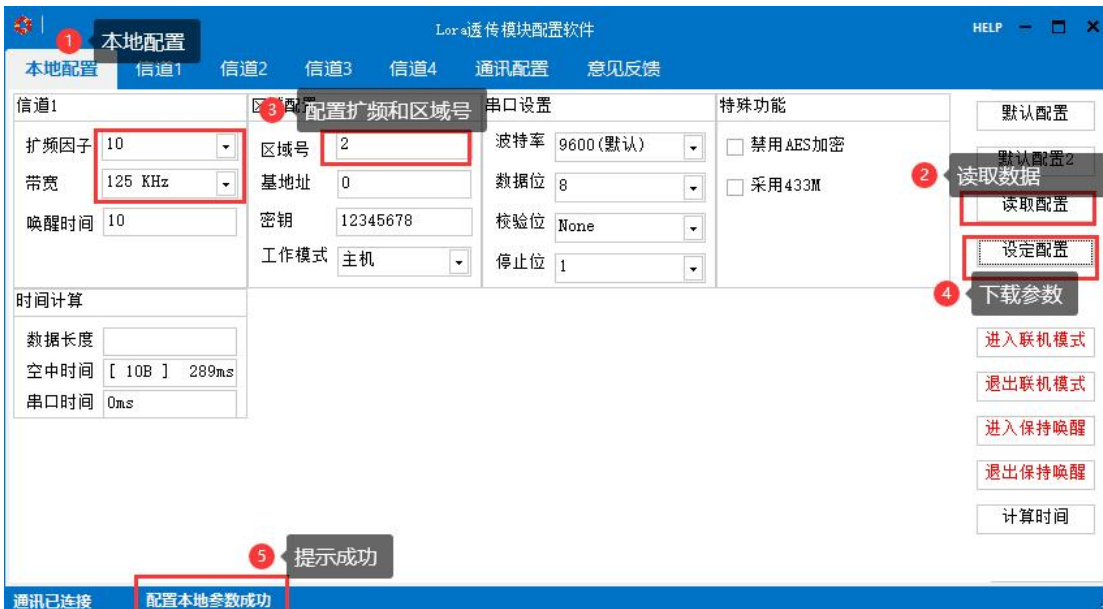 Lora透传模块配置软件
HELP
1 本地配置
本地配置 信道1 信道2 信道3 信道4 通讯配置 意见反馈
信道1
扩频因子 10
带宽 125 KHz
唤醒时间 10
3 配置扩频和区域号
区域号 2
基地址 0
密钥 12345678
工作模式 主机
串口设置
波特率 9600(默认)
数据位 8
校验位 None
停止位 1
特殊功能
禁用AES加密
采用433M
默认配置
默认配置2
2 读取数据
读取配置
设定配置
4 下载参数
进入联机模式
退出联机模式
进入保持唤醒
退出保持唤醒
计算时间
时间计算
数据长度
空中时间 [ 10B ] 289ms
串口时间 0ms
5 提示成功
通讯已连接 配置本地参数成功